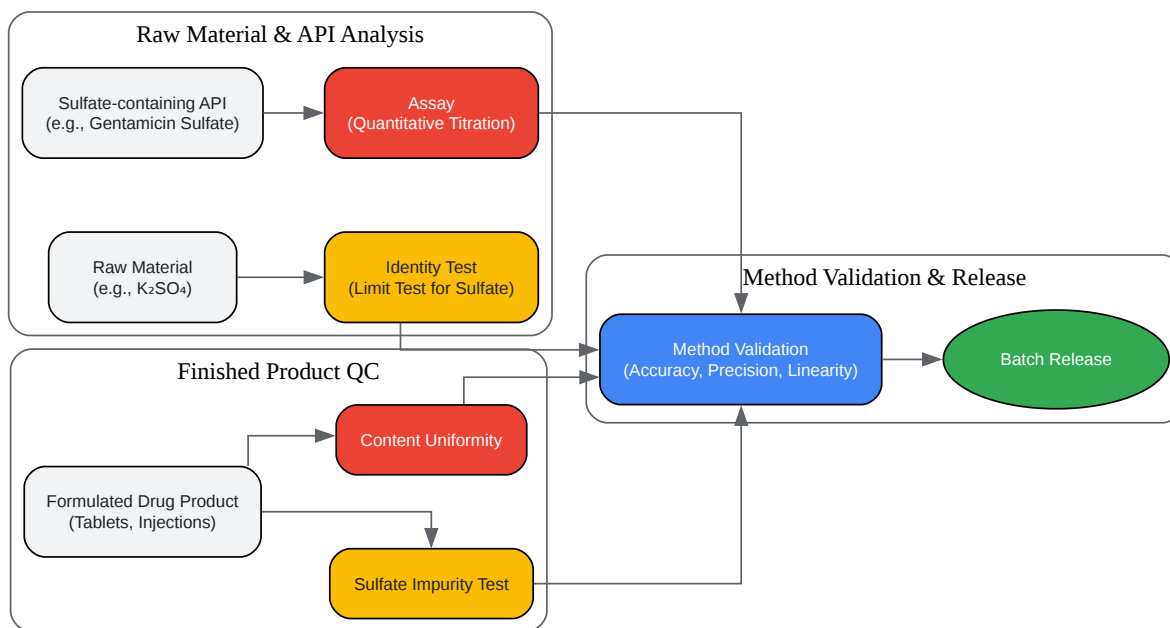 Raw Material & API Analysis
Sulfate-containing API
(e.g., Gentamicin Sulfate)
Assay
(Quantitative Titration)
Raw Material
(e.g., K₂SO₄)
Identity Test
(Limit Test for Sulfate)
Method Validation & Release
Method Validation
(Accuracy, Precision, Linearity)
Batch Release
Finished Product QC
Content Uniformity
Formulated Drug Product
(Tablets, Injections)
Sulfate Impurity Test